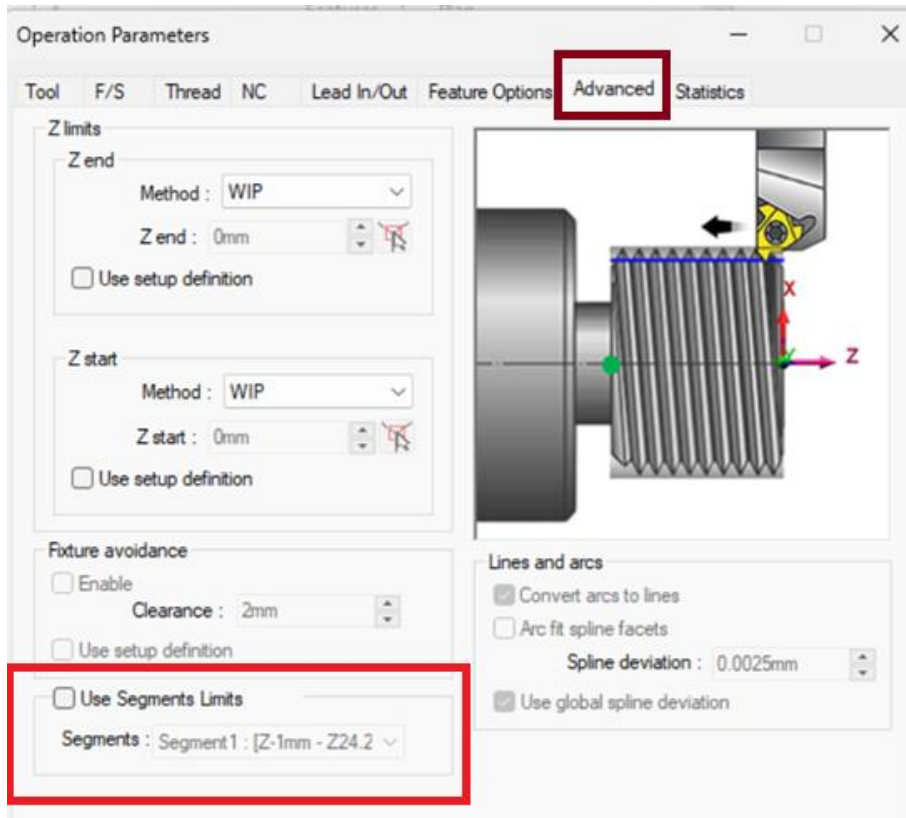 Operation Parameters
Tool F/S Thread NC Lead In/Out Feature Options Advanced Statistics
Z limits
Z end
Method : WIP
Z end : 0mm
Use setup definition
Z start
Method : WIP
Z start : 0mm
Use setup definition
X
Y Z
Fixture avoidance
Enable
Clearance : 2mm
Use setup definition
Use Segments Limits
Segments : Segment1 : [Z-1mm - Z24.2
Lines and arcs
Convert arcs to lines
Arc fit spline facets
Spline deviation : 0.0025mm
Use global spline deviation